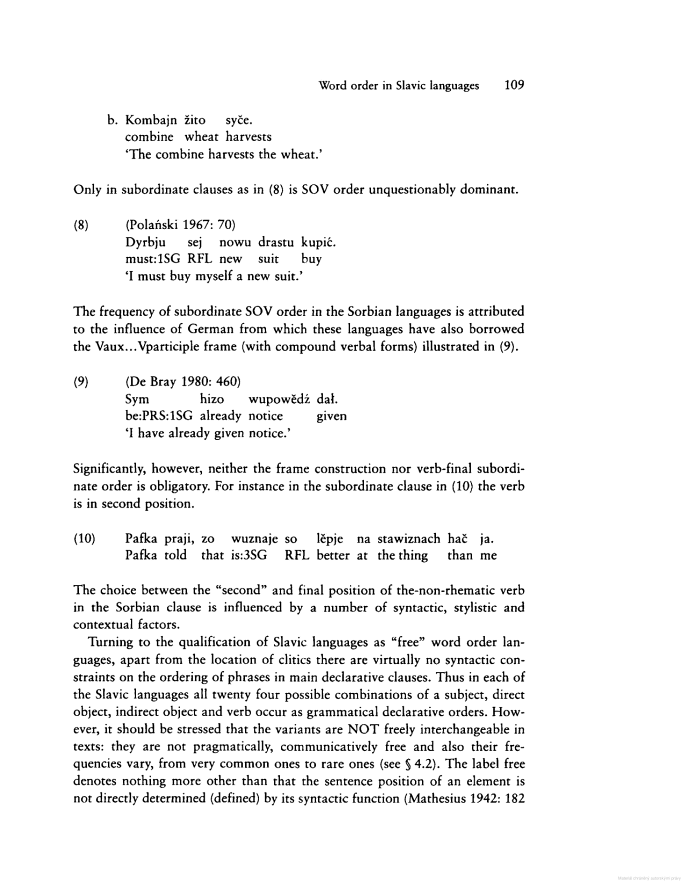 Word order in Slavic languages 109
b. Kombajn žito syče.
combine wheat harvests
‘The combine harvests the wheat.’
Only in subordinate clauses as in (8) is SOV order unquestionably dominant.
(8) (Polański 1967: 70)
Dyrbju sej nowu drastu kupić.
must:1SG RFL new suit buy
‘I must buy myself a new suit.’
The frequency of subordinate SOV order in the Sorbian languages is attributed
to the influence of German from which these languages have also borrowed
the Vaux...Vparticiple frame (with compound verbal forms) illustrated in (9).
(9) (De Bray 1980: 460)
Sym hizo wupowědź dał.
be:PRS:1SG already notice given
‘I have already given notice.’
Significantly, however, neither the frame construction nor verb-final subordi-
nate order is obligatory. For instance in the subordinate clause in (10) the verb
is in second position.
(10) Pafka praji, zo wuznaje so lěpje na stawiznach hač ja.
Pafka told that is:3SG RFL better at the thing than me
The choice between the “second” and final position of the-non-rhematic verb
in the Sorbian clause is influenced by a number of syntactic, stylistic and
contextual factors.
Turning to the qualification of Slavic languages as “free” word order lan-
guages, apart from the location of clitics there are virtually no syntactic con-
straints on the ordering of phrases in main declarative clauses. Thus in each of
the Slavic languages all twenty four possible combinations of a subject, direct
object, indirect object and verb occur as grammatical declarative orders. How-
ever, it should be stressed that the variants are NOT freely interchangeable in
texts: they are not pragmatically, communicatively free and also their fre-
quencies vary, from very common ones to rare ones (see § 4.2). The label free
denotes nothing more other than that the sentence position of an element is
not directly determined (defined) by its syntactic function (Mathesius 1942: 182